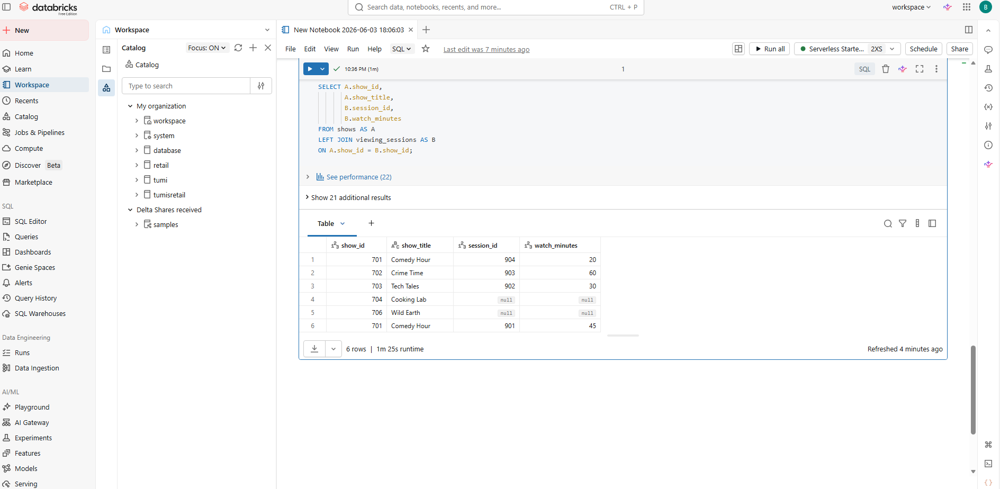 databricks
Free Edition
Search data, notebooks, recents, and more...
CTRL + P
workspace
B
New
Home
Learn
Workspace
Recents
Catalog
Jobs & Pipelines
Compute
Discover Beta
Marketplace
SQL
SQL Editor
Queries
Dashboards
Genie Spaces
Alerts
Query History
SQL Warehouses
Data Engineering
Runs
Data Ingestion
AI/ML
Playground
AI Gateway
Experiments
Features
Models
Serving
Workspace
Catalog
Focus: ON
Catalog
Type to search
My organization
workspace
system
database
retail
tumi
tumisretail
Delta Shares received
samples
New Notebook 2026-06-03 18:06:03
File Edit View Run Help SQL Last edit was 7 minutes ago
Run all Serverless Starte... 2XS Schedule Share
10:36 PM (1m) 1 SQL
SELECT A.show_id,
A.show_title,
B.session_id,
B.watch_minutes
FROM shows AS A
LEFT JOIN viewing_sessions AS B
ON A.show_id = B.show_id;
See performance (22)
Show 21 additional results
Table
show_id show_title session_id watch_minutes
1 701 Comedy Hour 904 20
2 702 Crime Time 903 60
3 703 Tech Tales 902 30
4 704 Cooking Lab null null
5 706 Wild Earth null null
6 701 Comedy Hour 901 45
6 rows | 1m 25s runtime
Refreshed 4 minutes ago